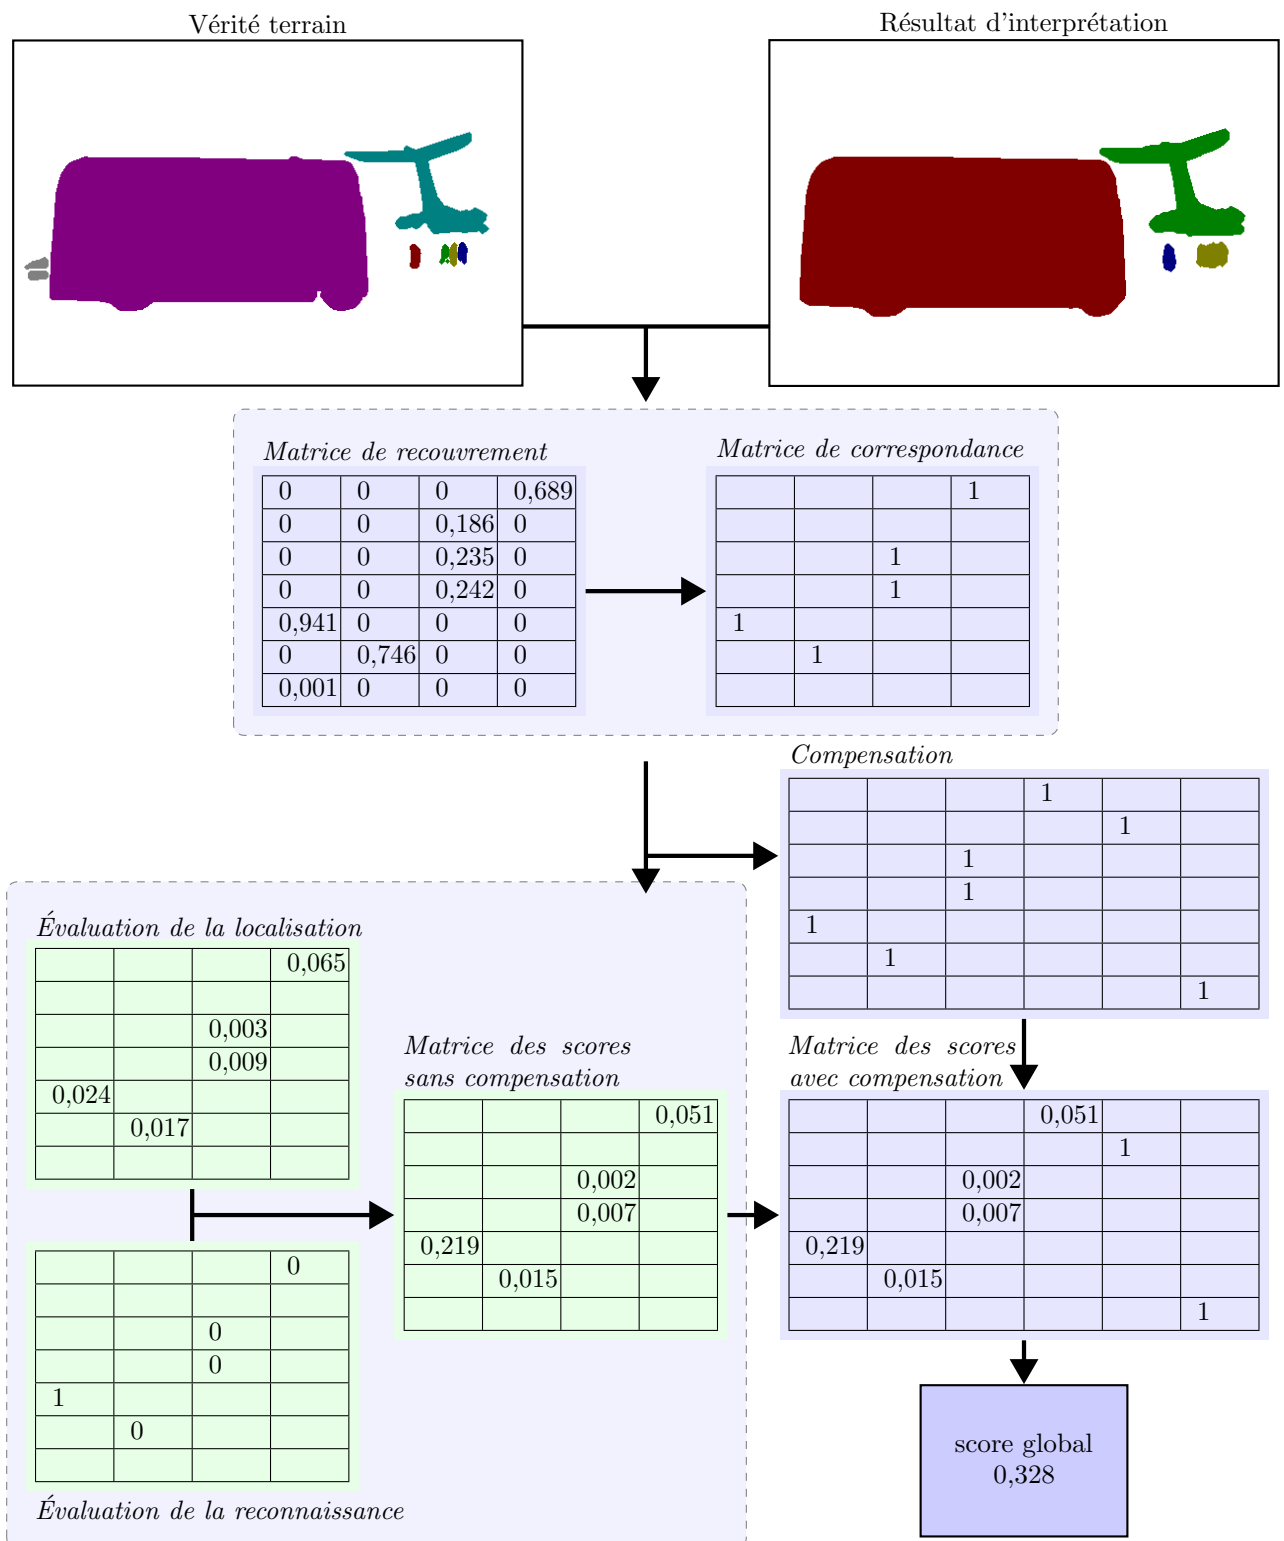 Vérité terrain
Résultat d'interprétation
Matrice de recouvrement
0 0 0 0,689
0 0 0,186 0
0 0 0,235 0
0 0 0,242 0
0,941 0 0 0
0 0,746 0 0
0,001 0 0 0
Matrice de correspondance
1
1
1
1
1
Compensation
1
1
1
1
1
1
1
Évaluation de la localisation
0,065
0,003
0,009
0,024
0,017
Matrice des scores
sans compensation
0,051
0,002
0,007
0,219
0,015
Matrice des scores
avec compensation
0,051
1
0,002
0,007
0,219
0,015
1
0
0
0
1
0
Évaluation de la reconnaissance
score global
0,328